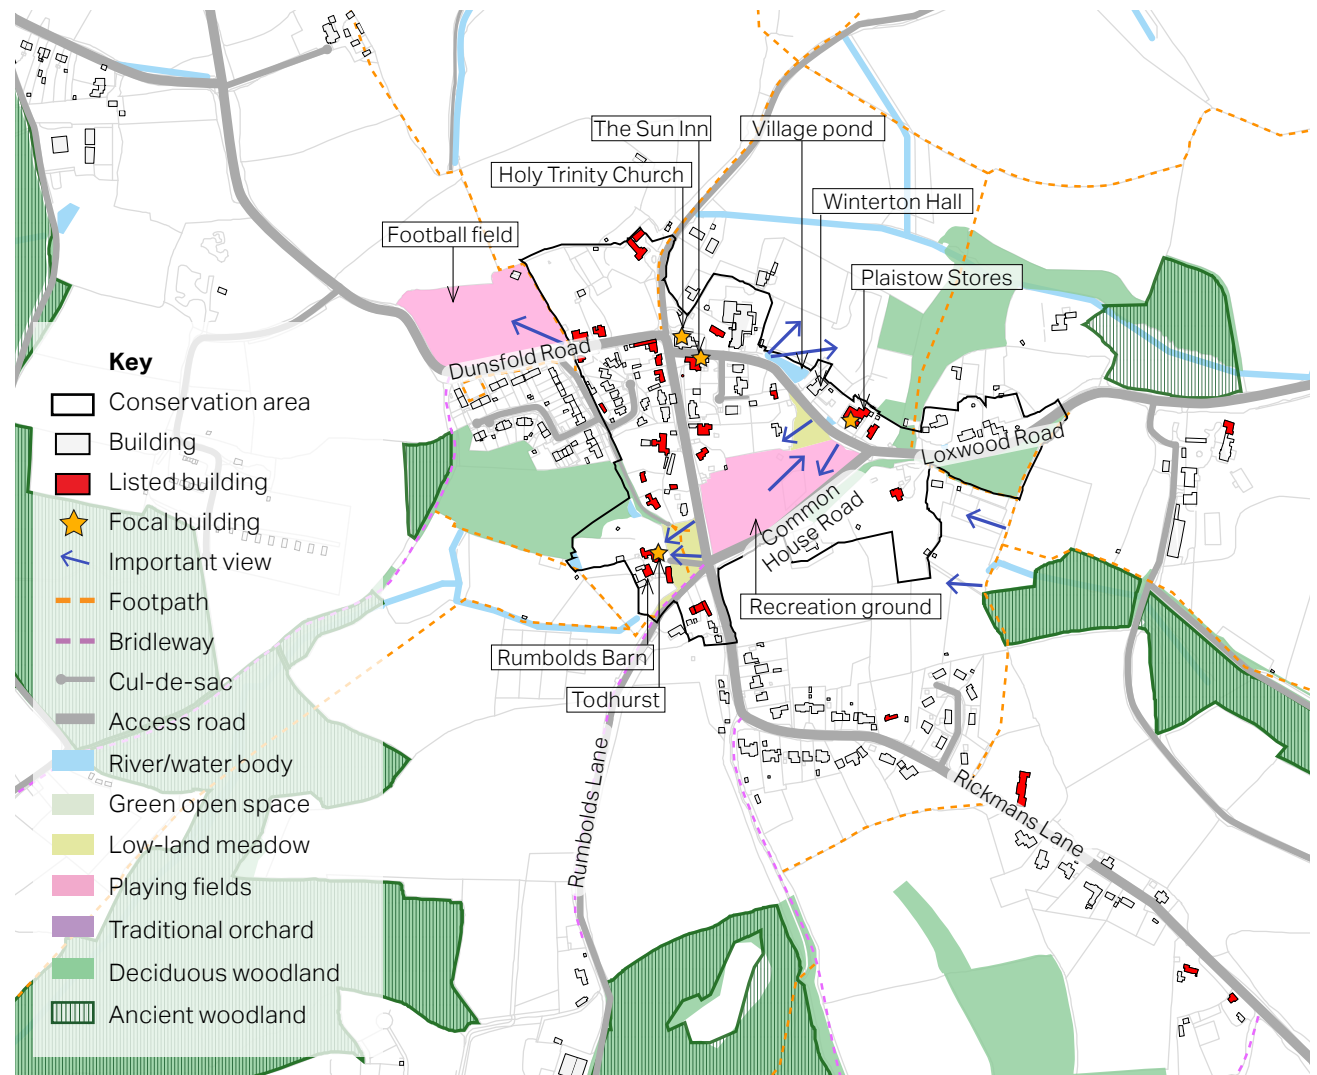 The Sun Inn
Village pond
Holy Trinity Church
Winterton Hall
Football field
Plaistow Stores
Dunsfold Road
Loxwood Road
Common
House Road
Recreation ground
Rumbolds Barn
Todhurst
Rumbolds Lane
Rickmans Lane
Key
Conservation area
Building
Listed building
Focal building
Important view
Footpath
Bridleway
Cul-de-sac
Access road
River/water body
Green open space
Low-land meadow
Playing fields
Traditional orchard
Deciduous woodland
Ancient woodland